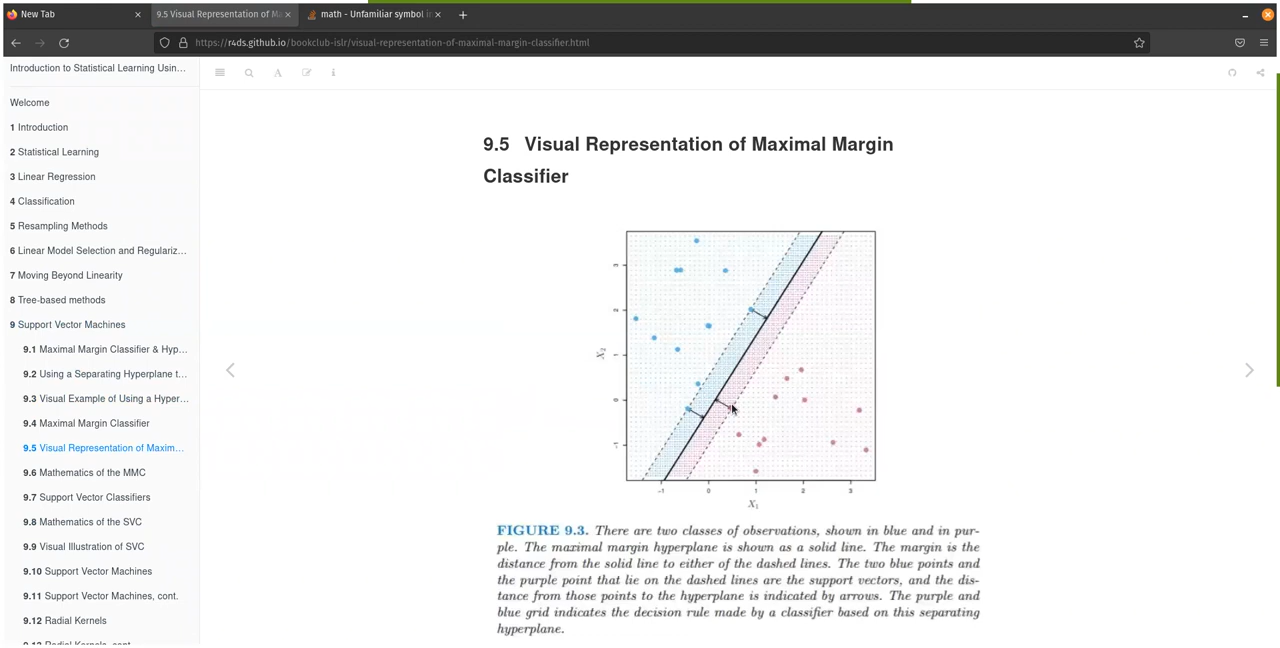 New Tab
9.5 Visual Representation of Ma
math - Unfamiliar symbol in
https://r4ds.github.io/bookclub-islr/visual-representation-of-maximal-margin-classifier.html
Introduction to Statistical Learning Usin...
Welcome
1 Introduction
2 Statistical Learning
3 Linear Regression
4 Classification
5 Resampling Methods
6 Linear Model Selection and Regulariz...
7 Moving Beyond Linearity
8 Tree-based methods
9 Support Vector Machines
9.1 Maximal Margin Classifier & Hyp...
9.2 Using a Separating Hyperplane t...
9.3 Visual Example of Using a Hyper...
9.4 Maximal Margin Classifier
9.5 Visual Representation of Maxim...
9.6 Mathematics of the MMC
9.7 Support Vector Classifiers
9.8 Mathematics of the SVC
9.9 Visual Illustration of SVC
9.10 Support Vector Machines
9.11 Support Vector Machines, cont.
9.12 Radial Kernels
9.13 Radial Kernels, cont.
A
i
9.5 Visual Representation of Maximal Margin
Classifier
3
2
1
0
-1
X2
-1 0 1 2 3
X1
FIGURE 9.3. There are two classes of observations, shown in blue and in pur-
ple. The maximal margin hyperplane is shown as a solid line. The margin is the
distance from the solid line to either of the dashed lines. The two blue points and
the purple point that lie on the dashed lines are the support vectors, and the dis-
tance from those points to the hyperplane is indicated by arrows. The purple and
blue grid indicates the decision rule made by a classifier based on this separating
hyperplane.